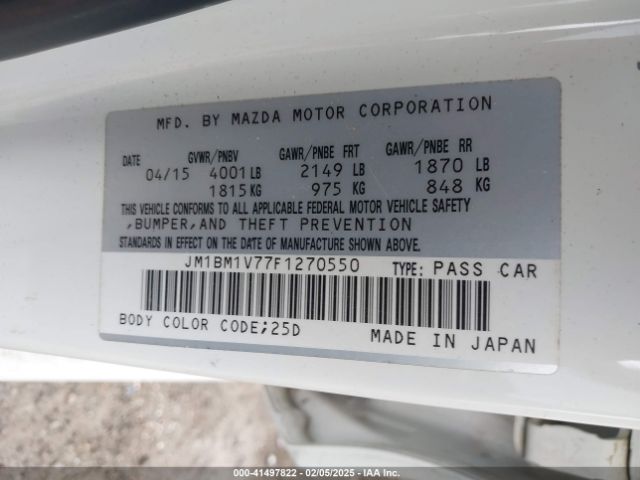 MFD. BY MAZDA MOTOR CORPORATION
DATE GVWR/PNBV GAWR/PNBE FRT GAWR/PNBE RR
04/15 4001 LB 2149 LB 1870 LB
1815 KG 975 KG 848 KG
THIS VEHICLE CONFORMS TO ALL APPLICABLE FEDERAL MOTOR VEHICLE SAFETY
,BUMPER,AND THEFT PREVENTION
STANDARDS IN EFFECT ON THE DATE OF MANUFACTURE SHOWN ABOVE.
JM1BM1V77F1270550 TYPE: PASS CAR
BODY COLOR CODE;25D MADE IN JAPAN
000-41497822 - 02/05/2025 - IAA Inc.